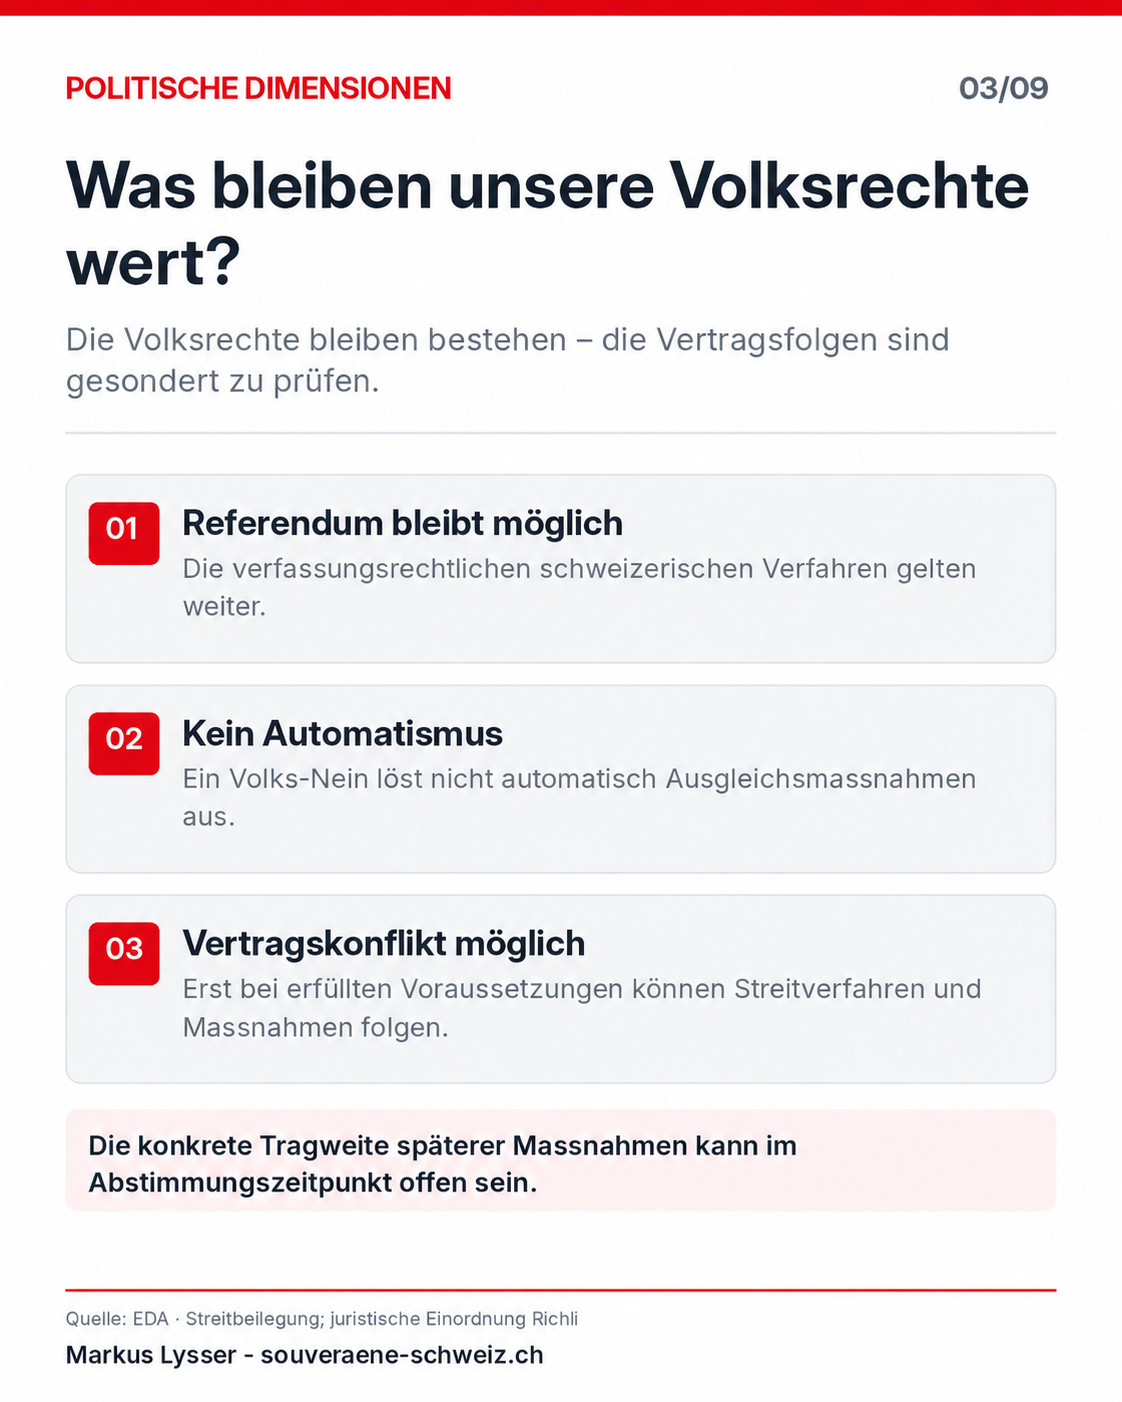 POLITISCHE DIMENSIONEN
03/09
Was bleiben unsere Volksrechte
wert?
Die Volksrechte bleiben bestehen – die Vertragsfolgen sind
gesondert zu prüfen.
01
Referendum bleibt möglich
Die verfassungsrechtlichen schweizerischen Verfahren gelten
weiter.
02
Kein Automatismus
Ein Volks-Nein löst nicht automatisch Ausgleichsmassnahmen
aus.
03
Vertragskonflikt möglich
Erst bei erfüllten Voraussetzungen können Streitverfahren und
Massnahmen folgen.
Die konkrete Tragweite späterer Massnahmen kann im
Abstimmungszeitpunkt offen sein.
Quelle: EDA · Streitbeilegung; juristische Einordnung Richli
Markus Lysser - souveraene-schweiz.ch